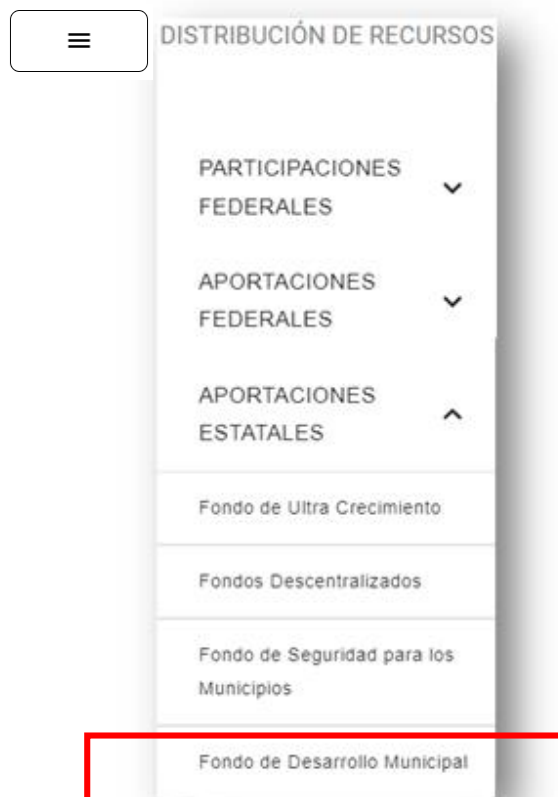 DISTRIBUCIÓN DE RECURSOS
PARTICIPACIONES
FEDERALES
APORTACIONES
FEDERALES
APORTACIONES
ESTATALES
Fondo de Ultra Crecimiento
Fondos Descentralizados
Fondo de Seguridad para los
Municipios
Fondo de Desarrollo Municipal